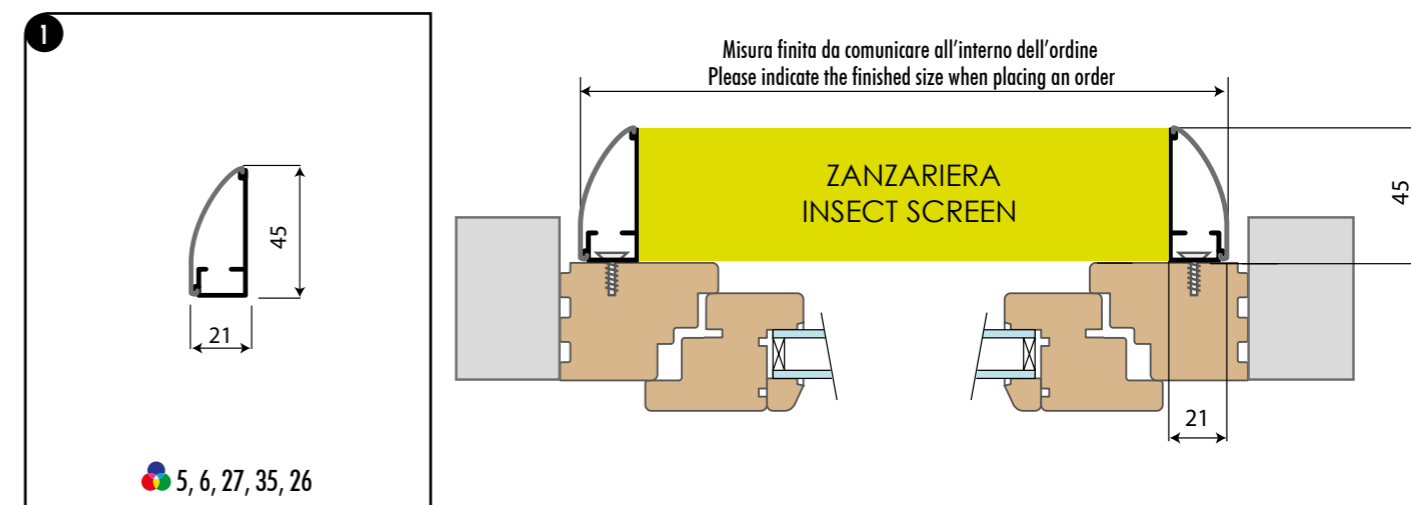 1
45
21
5, 6, 27, 35, 26
Misura finita da comunicare all'interno dell'ordine
Please indicate the finished size when placing an order
ZANZARIERA
INSECT SCREEN
45
21